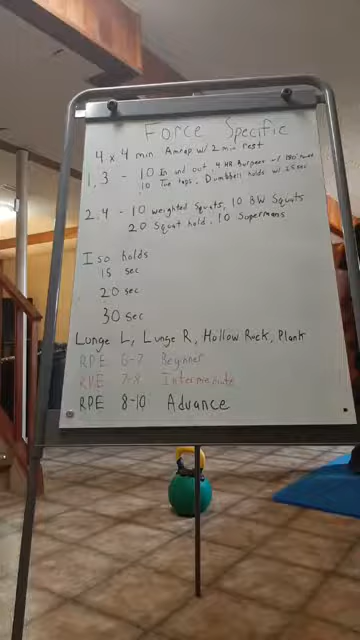 Force Specific
4 x 4 min Amrap w/ 2 min rest
1, 3 - 10 In and out, 4 HR Burpees w/ 180°
10 Toe taps, Dumbbell holds w/ 15 sec
2, 4 - 10 weighted Squats, 10 BW Squats
20 Squat hold, 10 Supermans
Iso holds
15 sec
20 sec
30 sec
Lunge L, Lunge R, Hollow Rock, Plank
RPE 6-7 Beginner
RPE 7-8 Intermediate
RPE 8-10 Advance